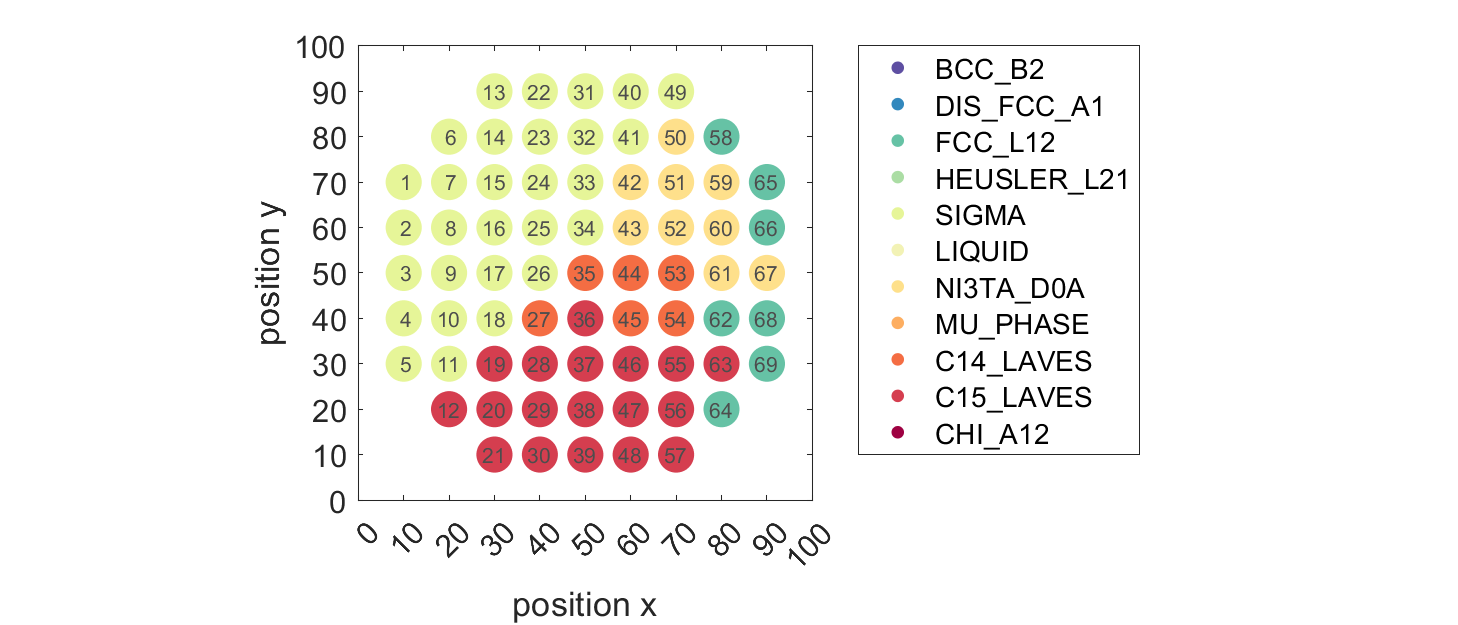 100
90 13 22 31 40 49
80 6 14 23 32 41 50 58
70 1 7 15 24 33 42 51 59 65
60 2 8 16 25 34 43 52 60 66
50 3 9 17 26 35 44 53 61 67
40 4 10 18 27 36 45 54 62 68
30 5 11 19 28 37 46 55 63 69
20 12 20 29 38 47 56 64
10 21 30 39 48 57
0
position y
0 10 20 30 40 50 60 70 80 90 100
position x
BCC_B2
DIS_FCC_A1
FCC_L12
HEUSLER_L21
SIGMA
LIQUID
NI3TA_D0A
MU_PHASE
C14_LAVES
C15_LAVES
CHI_A12